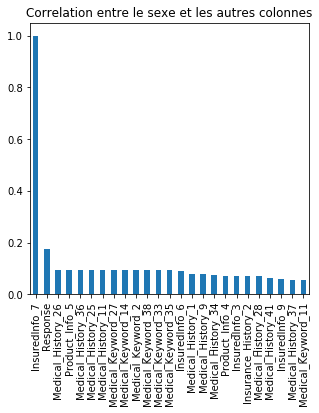 Correlation entre le sexe et les autres colonnes
1.0
0.8
0.6
0.4
0.2
0.0
InsuredInfo_7
Response
Medical_History_26
Product_Info_5
Medical_History_36
Medical_History_25
Medical_History_11
Medical_Keyword_27
Medical_Keyword_14
Medical_Keyword_2
Medical_Keyword_38
Medical_Keyword_33
Medical_Keyword_35
InsuredInfo_6
Medical_History_1
Medical_History_19
Medical_History_34
Product_Info_4
InsuredInfo_3
Insurance_History_2
Medical_History_28
Medical_History_41
InsuredInfo_9
Medical_History_37
Medical_Keyword_11